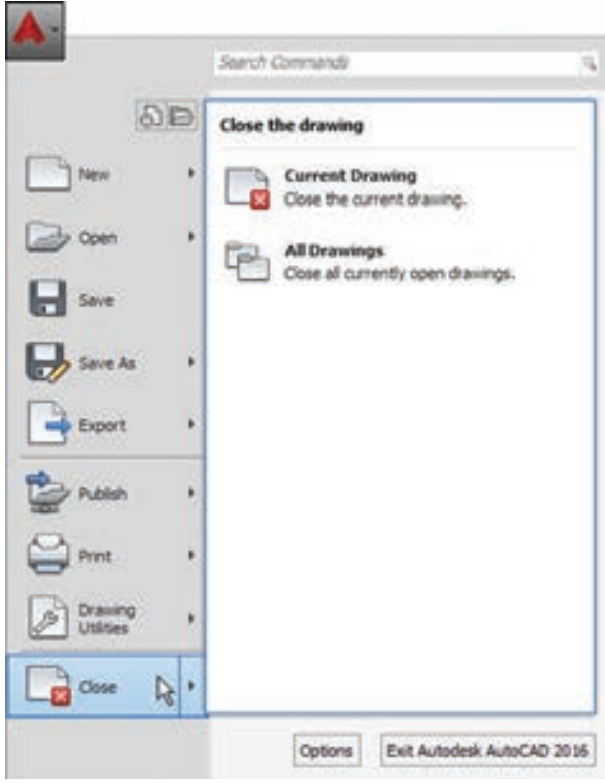 Search Commands
Close the drawing
New
Open
Save
Save As
Export
Publish
Print
Drawing
Utilities
Close
Current Drawing
Close the current drawing.
All Drawings
Close all currently open drawings.
Options
Exit Autodesk AutoCAD 2016